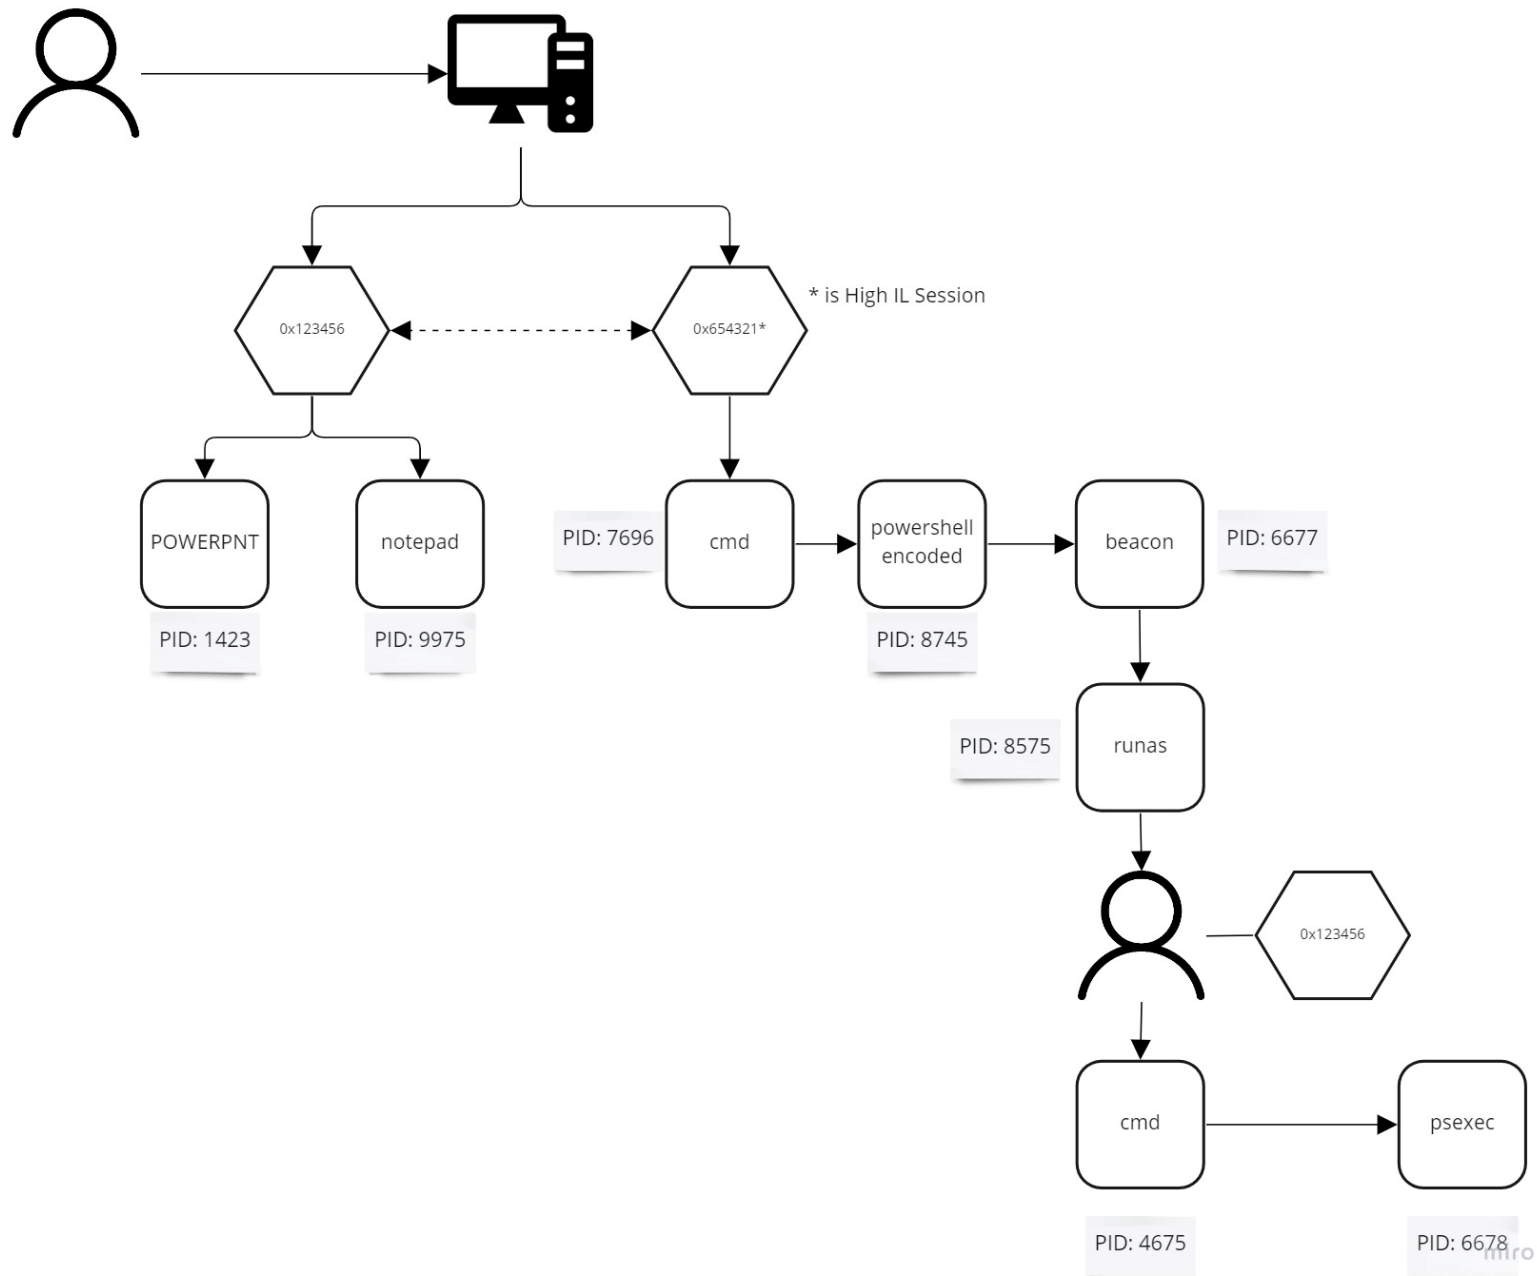 * is High IL Session
0x123456
0x654321*
POWERPNT
notepad
PID: 7696
cmd
powershell
encoded
beacon
PID: 6677
PID: 1423
PID: 9975
PID: 8745
PID: 8575
runas
0x123456
cmd
psexec
PID: 4675
PID: 6678
miro